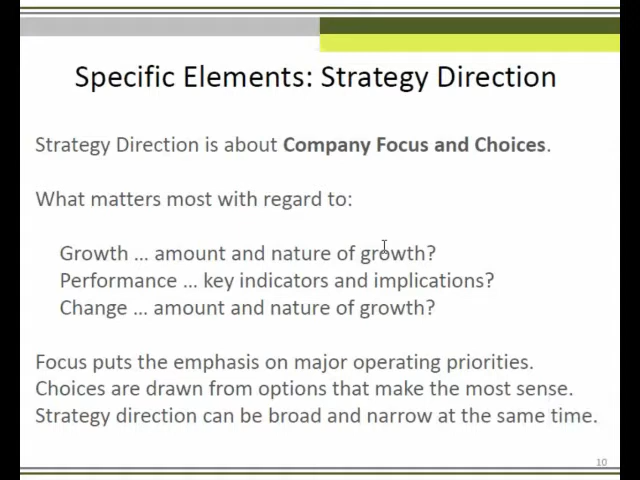 Specific Elements: Strategy Direction
Strategy Direction is about Company Focus and Choices.
What matters most with regard to:
Growth ... amount and nature of growth?
Performance ... key indicators and implications?
Change ... amount and nature of growth?
Focus puts the emphasis on major operating priorities.
Choices are drawn from options that make the most sense.
Strategy direction can be broad and narrow at the same time.
10